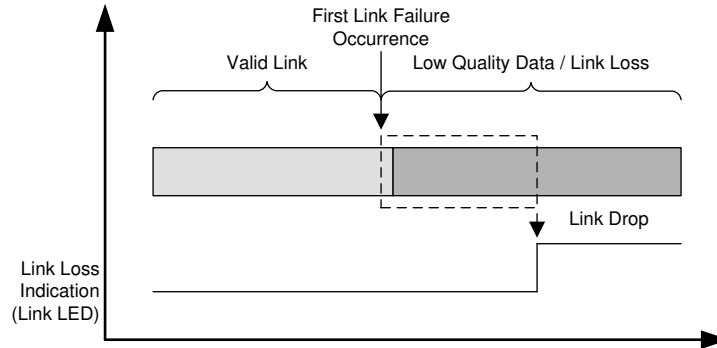 First Link Failure
Occurrence
Valid Link
Low Quality Data / Link Loss
Link Drop
Link Loss
Indication
(Link LED)